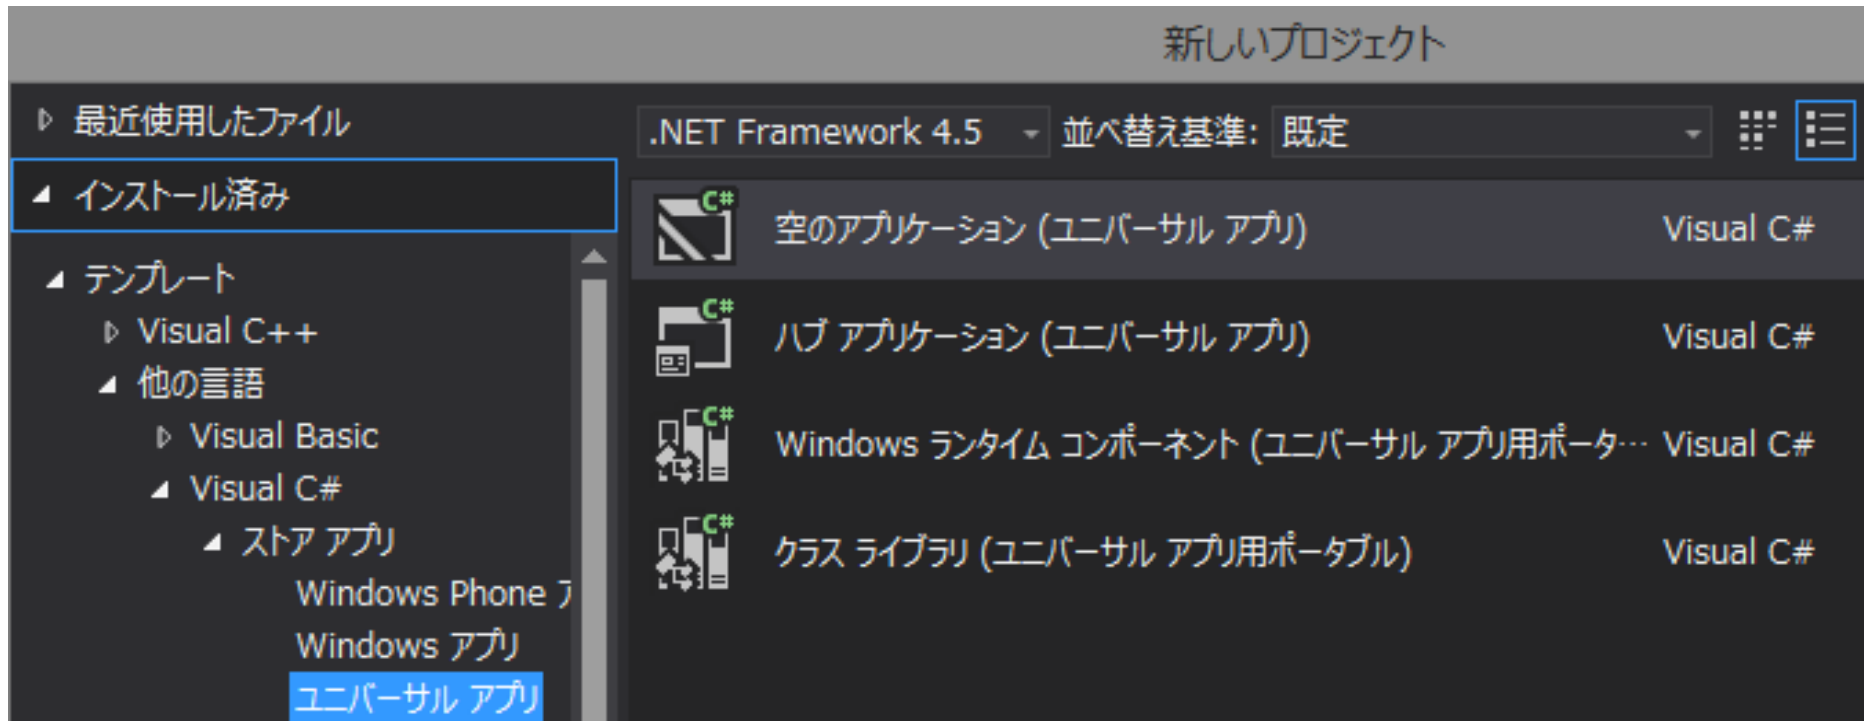 新しいプロジェクト
最近使用したファイル
インストール済み
テンプレート
Visual C++
他の言語
Visual Basic
Visual C#
ストア アプリ
Windows Phone ア
Windows アプリ
ユニバーサル アプリ
.NET Framework 4.5 並べ替え基準: 既定
C# 空のアプリケーション (ユニバーサル アプリ) Visual C#
C# ハブ アプリケーション (ユニバーサル アプリ) Visual C#
C# Windows ランタイム コンポーネント (ユニバーサル アプリ用ポータ… Visual C#
C# クラス ライブラリ (ユニバーサル アプリ用ポータブル) Visual C#